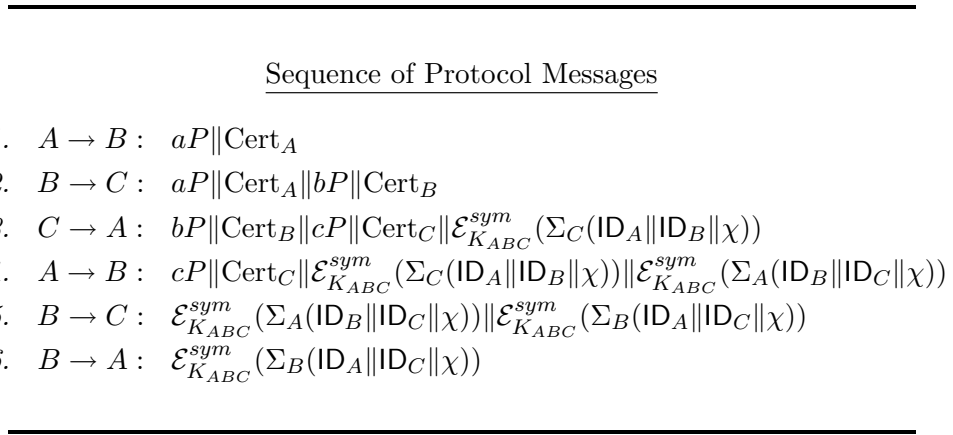 Sequence of Protocol Messages
. A → B : aP‖Cert_A
2. B → C : aP‖Cert_A‖bP‖Cert_B
3. C → A : bP‖Cert_B‖cP‖Cert_C‖ℰ^{sym}_{K_{ABC}}(Σ_C(ID_A‖ID_B‖χ))
. A → B : cP‖Cert_C‖ℰ^{sym}_{K_{ABC}}(Σ_C(ID_A‖ID_B‖χ))‖ℰ^{sym}_{K_{ABC}}(Σ_A(ID_B‖ID_C‖χ))
5. B → C : ℰ^{sym}_{K_{ABC}}(Σ_A(ID_B‖ID_C‖χ))‖ℰ^{sym}_{K_{ABC}}(Σ_B(ID_A‖ID_C‖χ))
6. B → A : ℰ^{sym}_{K_{ABC}}(Σ_B(ID_A‖ID_C‖χ))